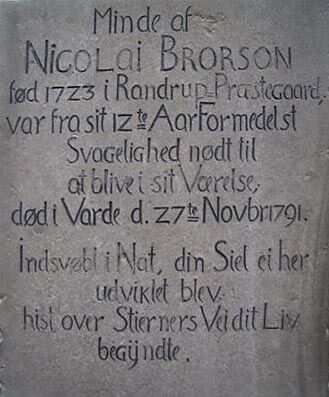 Minde af
NICOLAI BRORSON
fød 1723 i Randrup-Præstegaard,
var fra sit 12te Aar Formedelst
Svagelighed nødt til
at blive i sit Værelse,
død i Varde d. 27te Novbr 1791.
Indsvøbl i Nat, din Siel ei her
udviklet blev
hist over Stierners Vei dit Liv
begÿndte.